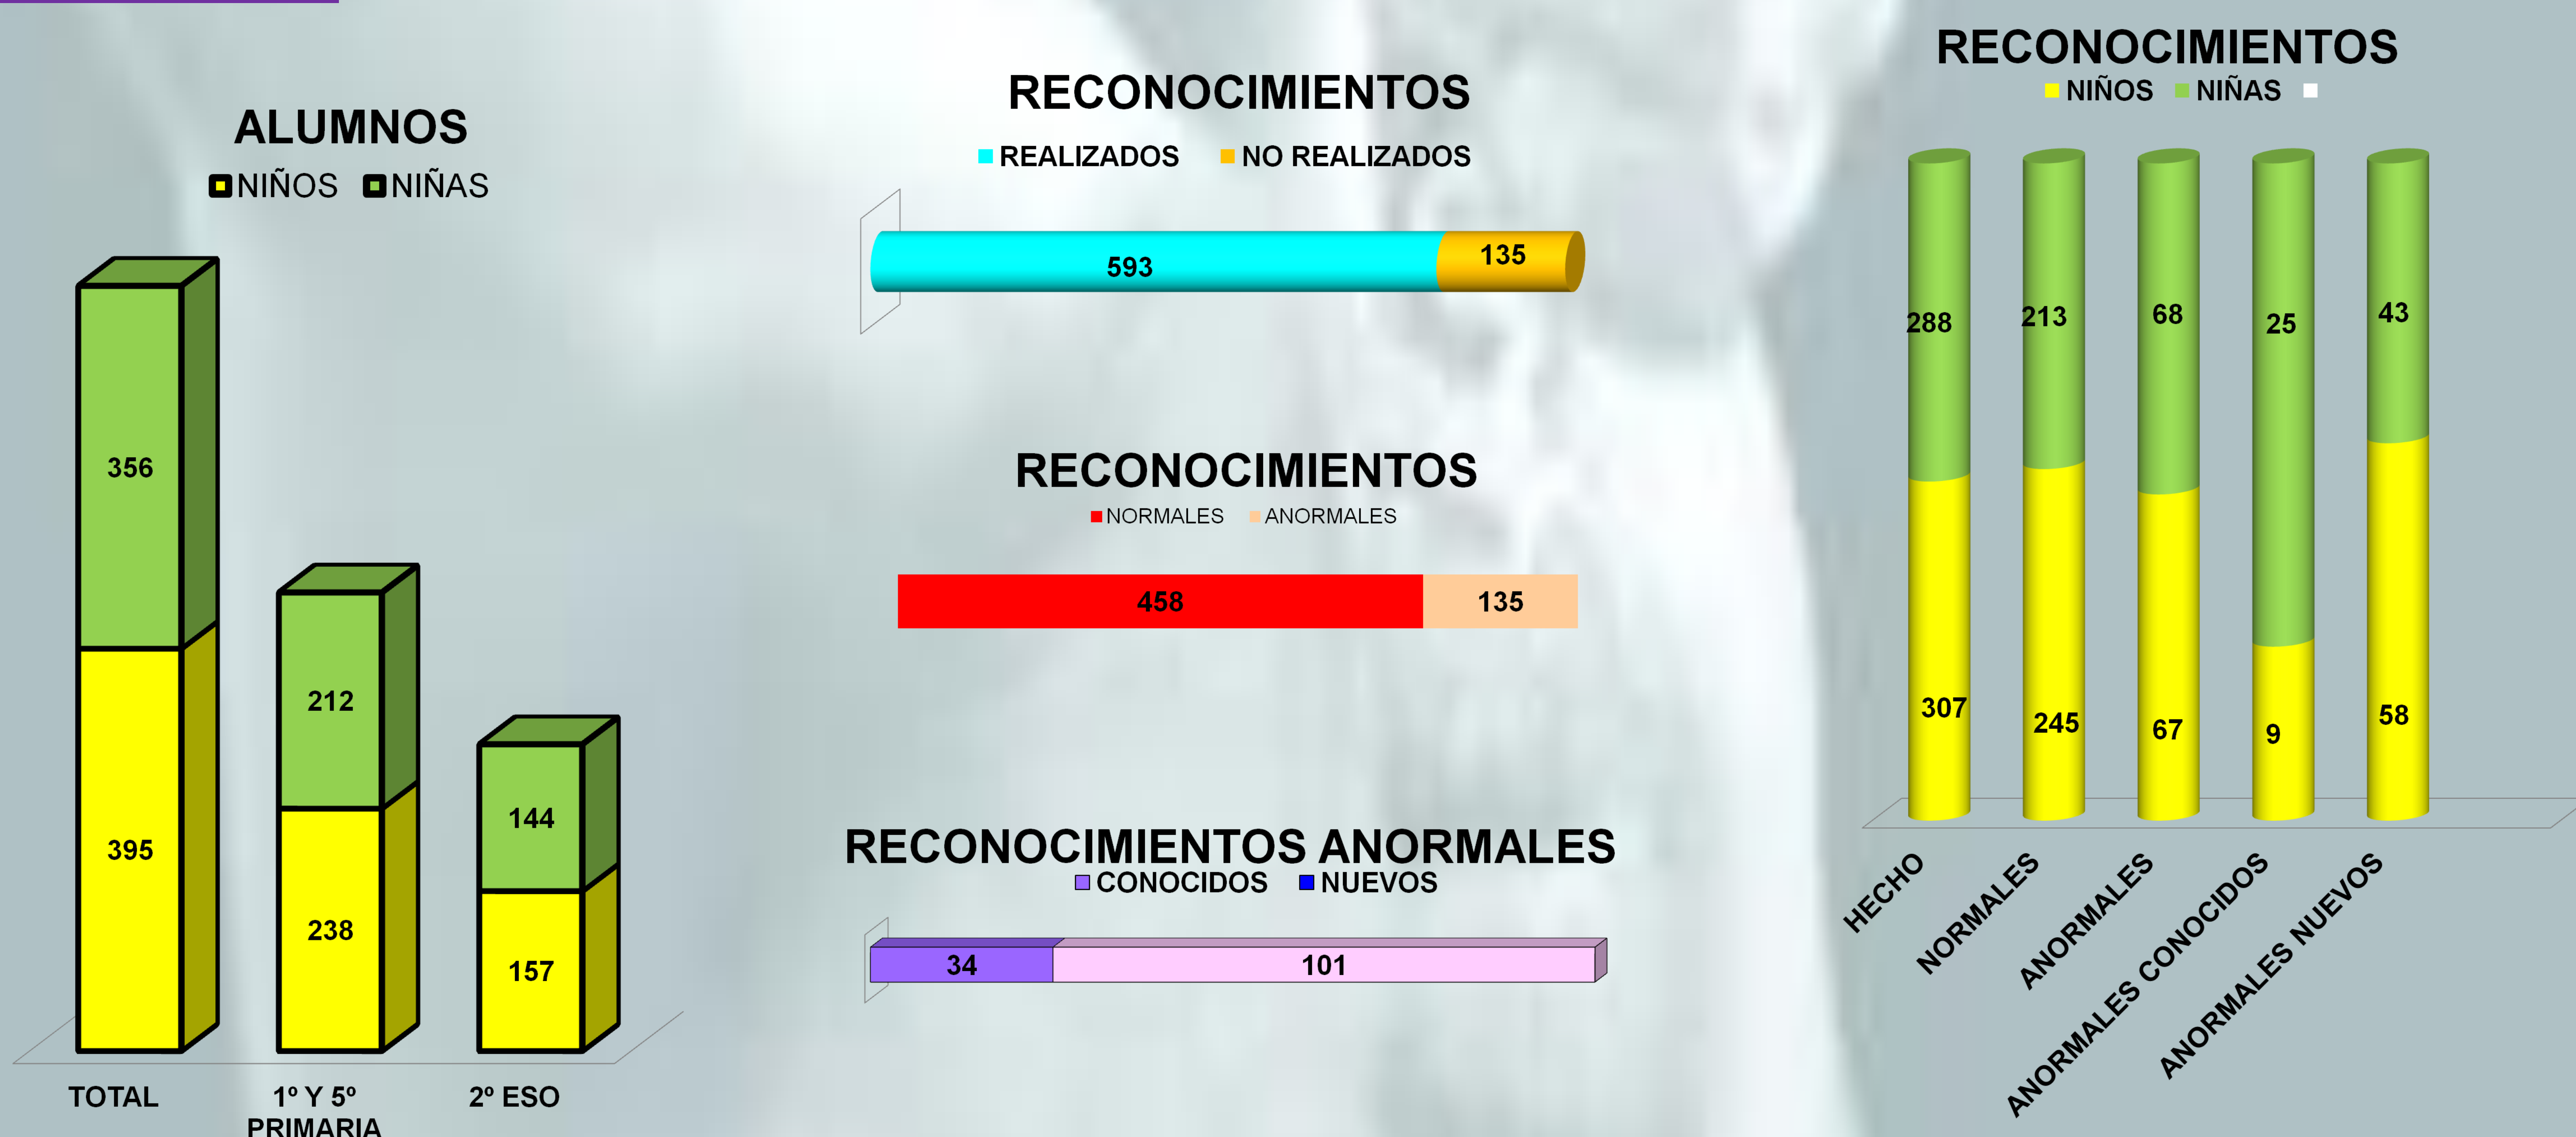 ALUMNOS
NIÑOS NIÑAS
356
395
212
238
144
157
TOTAL
1º Y 5º
PRIMARIA
2º ESO
RECONOCIMIENTOS
REALIZADOS NO REALIZADOS
593 135
RECONOCIMIENTOS
NORMALES ANORMALES
458 135
RECONOCIMIENTOS ANORMALES
CONOCIDOS NUEVOS
34 101
RECONOCIMIENTOS
NIÑOS NIÑAS
288 213 68 25 43
307 245 67 9 58
HECHO
NORMALES
ANORMALES
ANORMALES CONOCIDOS
ANORMALES NUEVOS